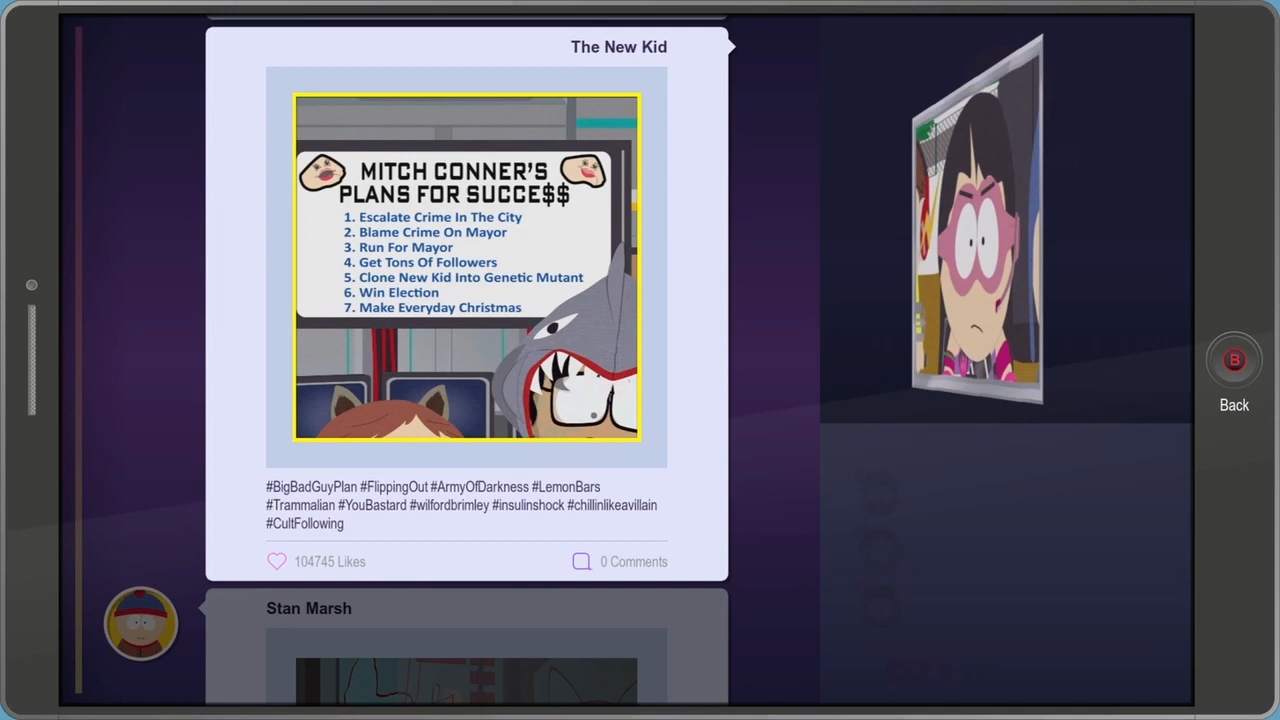 The New Kid
MITCH CONNER'S
PLANS FOR SUCCE$$
1. Escalate Crime In The City
2. Blame Crime On Mayor
3. Run For Mayor
4. Get Tons Of Followers
5. Clone New Kid Into Genetic Mutant
6. Win Election
7. Make Everyday Christmas
#BigBadGuyPlan #FlippingOut #ArmyOfDarkness #LemonBars
#Trammalian #YouBastard #wilfordbrimley #insulinshock #chillinlikeavillain
#CultFollowing
104745 Likes
0 Comments
Stan Marsh
B
Back